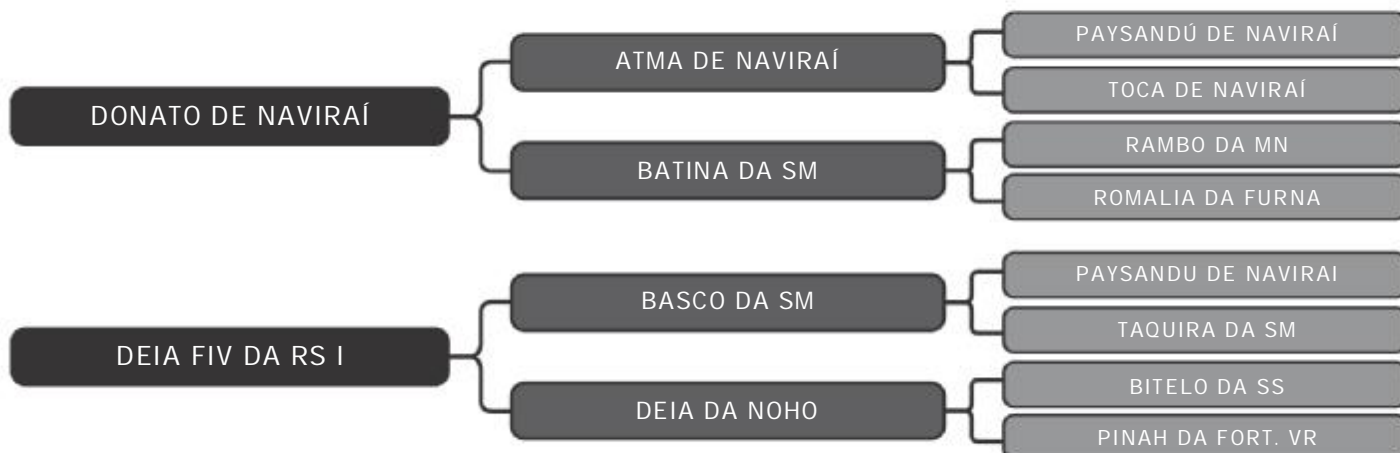 PAYSANDÚ DE NAVIRAÍ
ATMA DE NAVIRAÍ
TOCA DE NAVIRAÍ
DONATO DE NAVIRAÍ
RAMBO DA MN
BATINA DA SM
ROMALIA DA FURNA
PAYSANDU DE NAVIRAI
BASCO DA SM
TAQUIRA DA SM
DEIA FIV DA RS I
BITELO DA SS
DEIA DA NOHO
PINAH DA FORT. VR